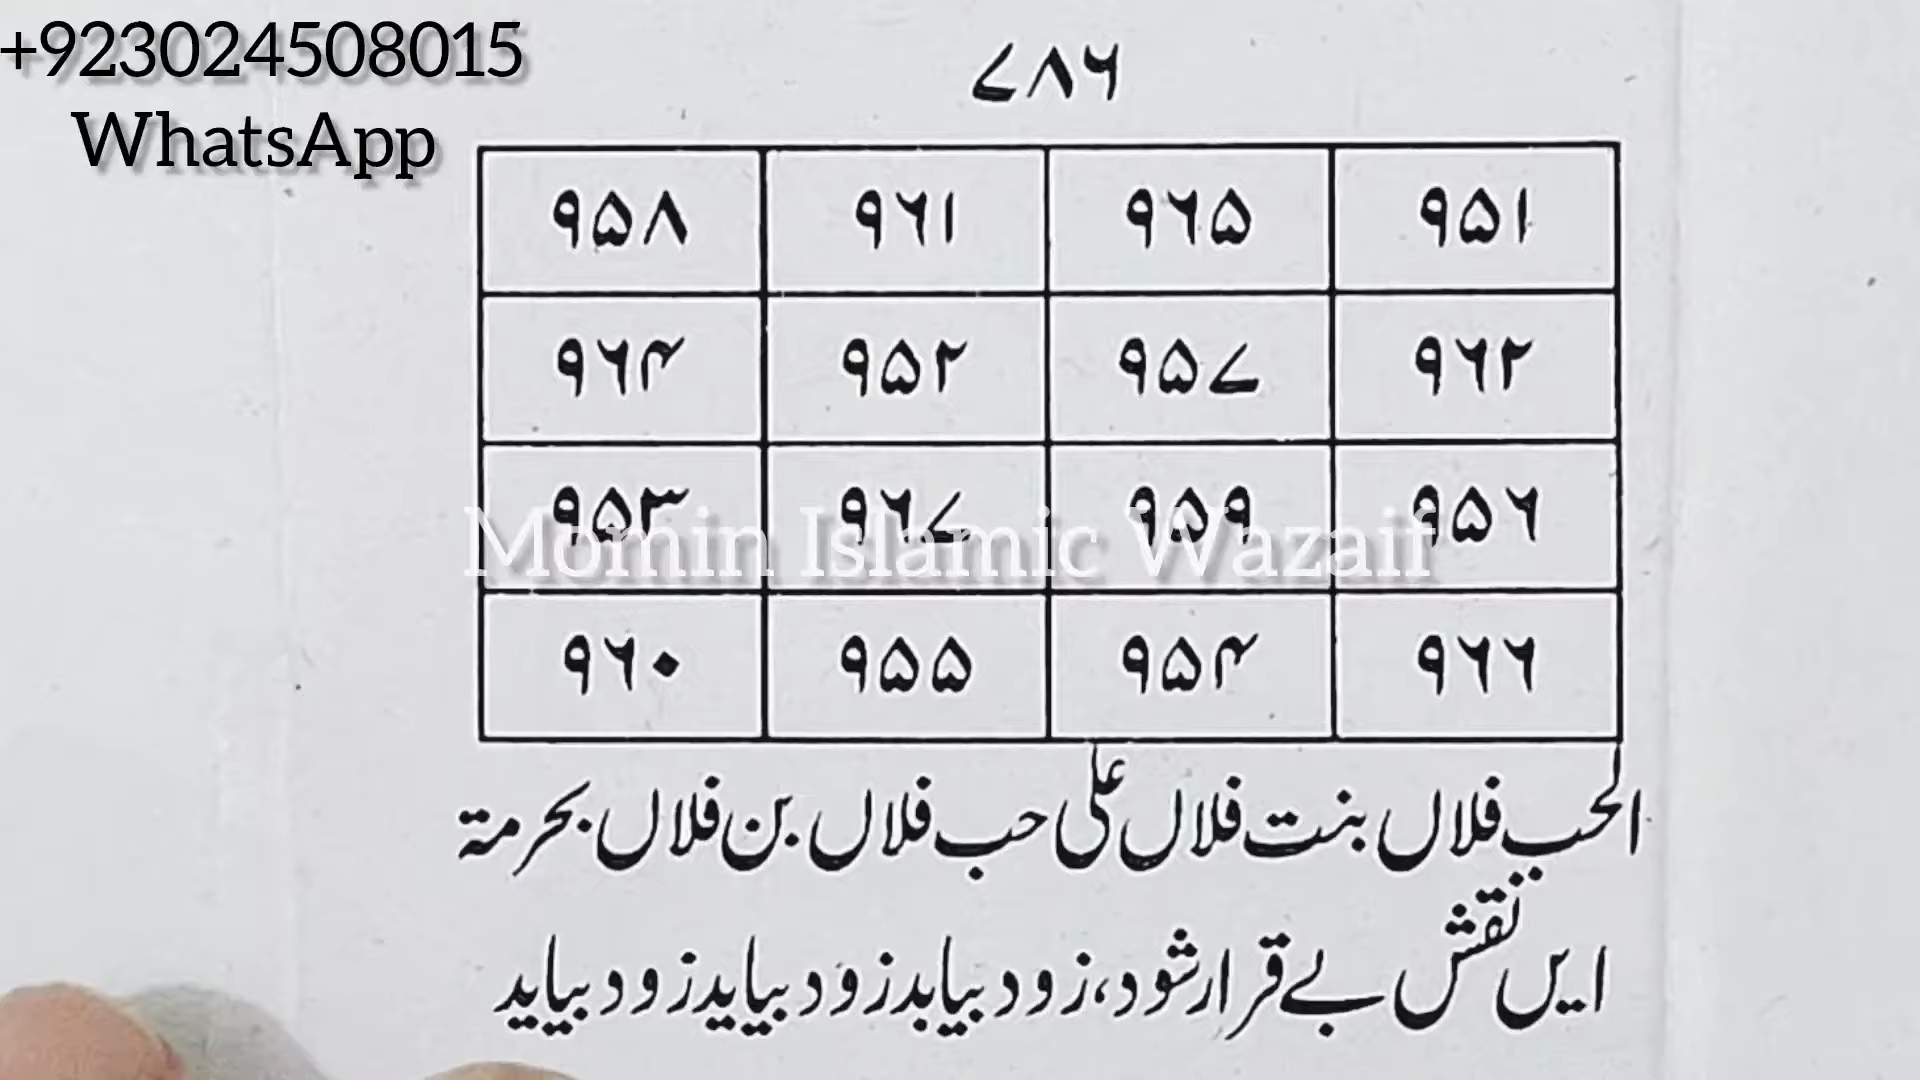 +923024508015
WhatsApp
۷۸۶
۹۵۸ ۹۶۱ ۹۶۵ ۹۵۱
۹۶۴ ۹۵۲ ۹۵۷ ۹۶۲
۹۵۳ ۹۶۷ ۹۵۹ ۹۵۶
Momin Islamic Wazaif
۹۶۰ ۹۵۵ ۹۵۴ ۹۶۶
الحب فلاں بنت فلاں علی حب فلاں بن فلاں بحرمتہ
ایں نقش بے قرار شود، زود بیابد زود بیاید زود بیاید